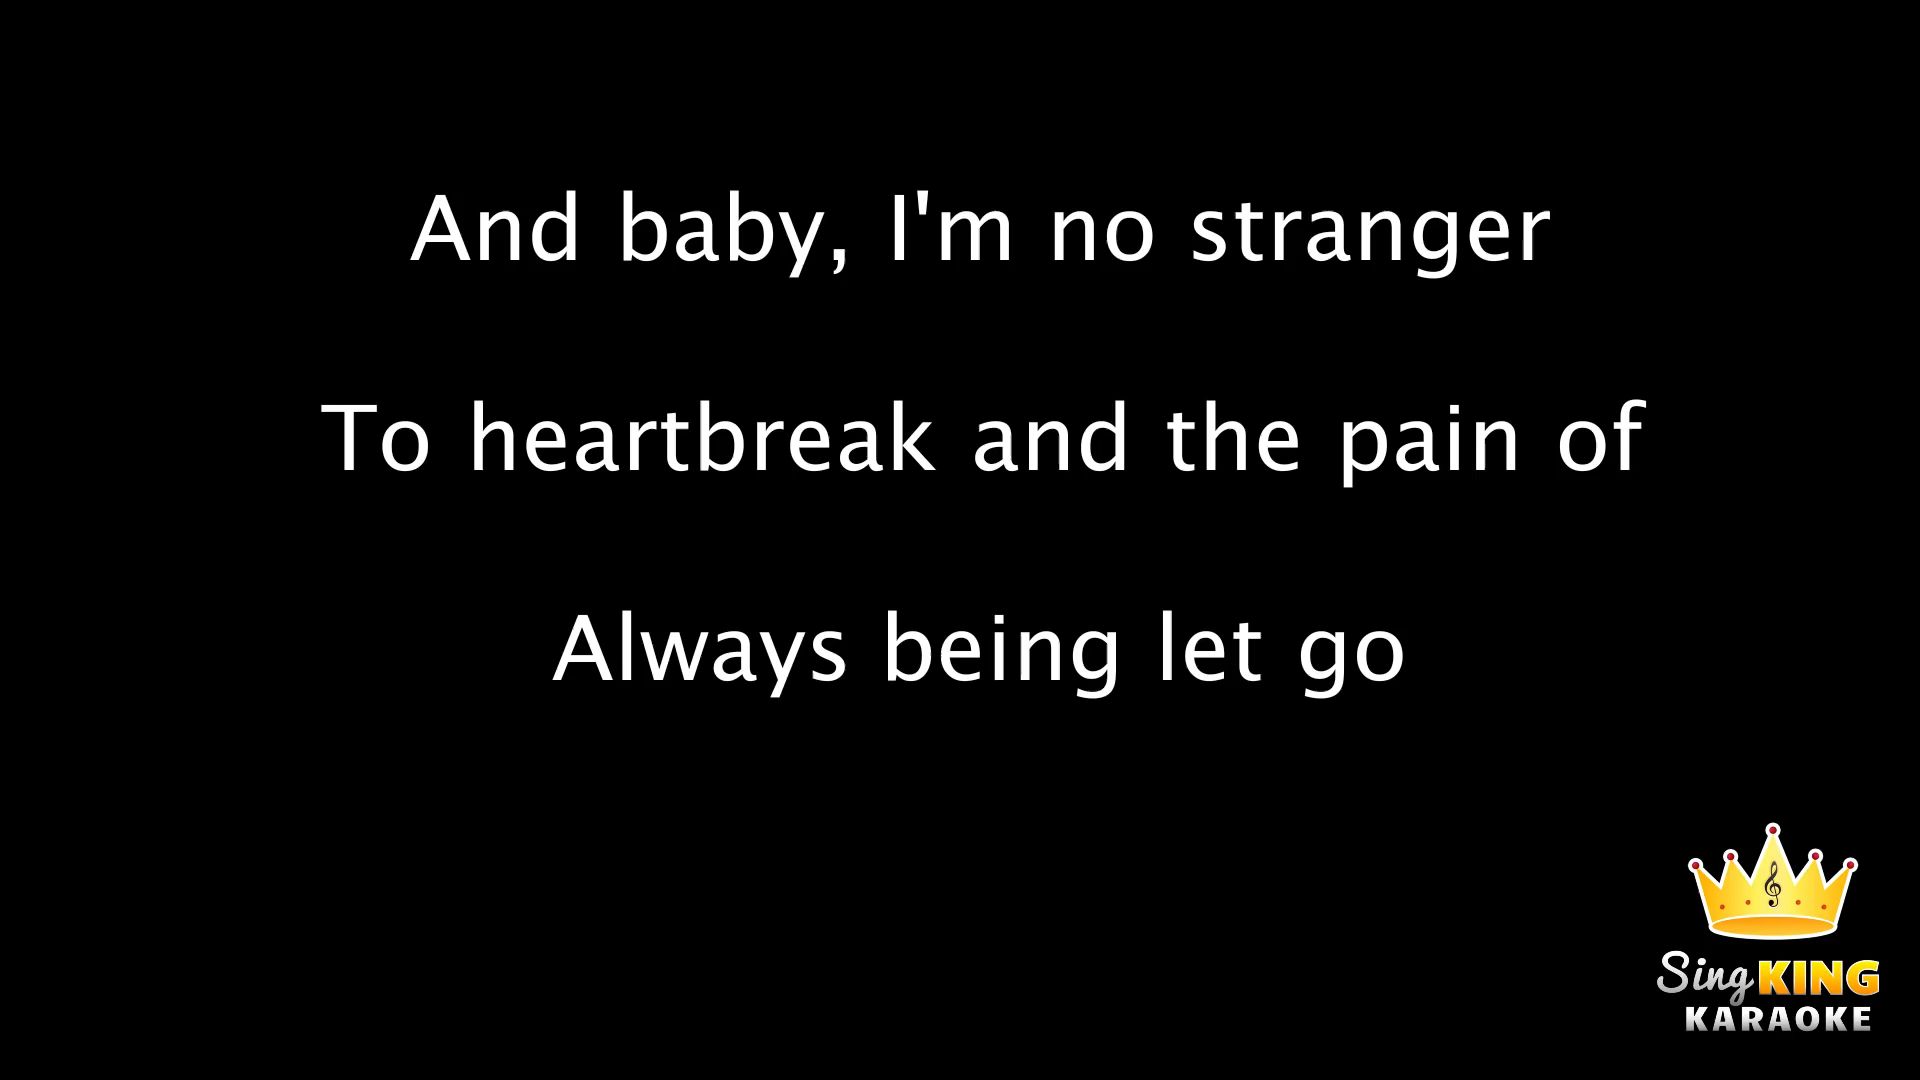 And baby, I'm no stranger
To heartbreak and the pain of
Always being let go
Sing KING
KARAOKE